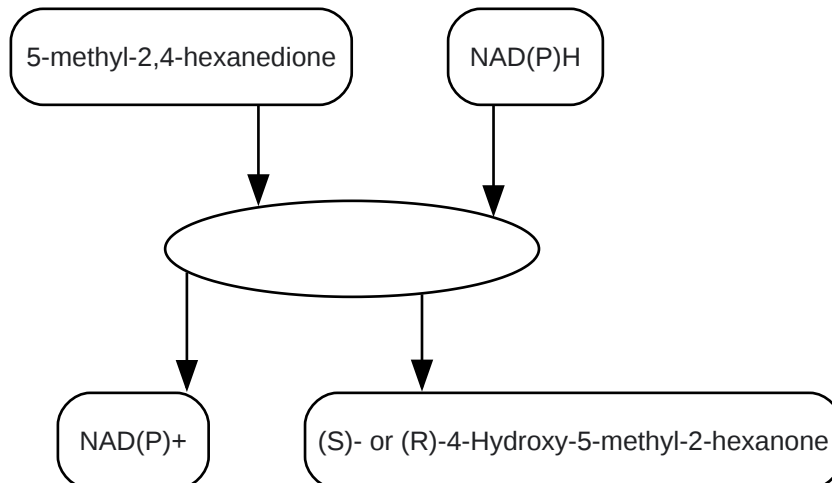 5-methyl-2,4-hexanedione
NAD(P)H
NAD(P)+
(S)- or (R)-4-Hydroxy-5-methyl-2-hexanone